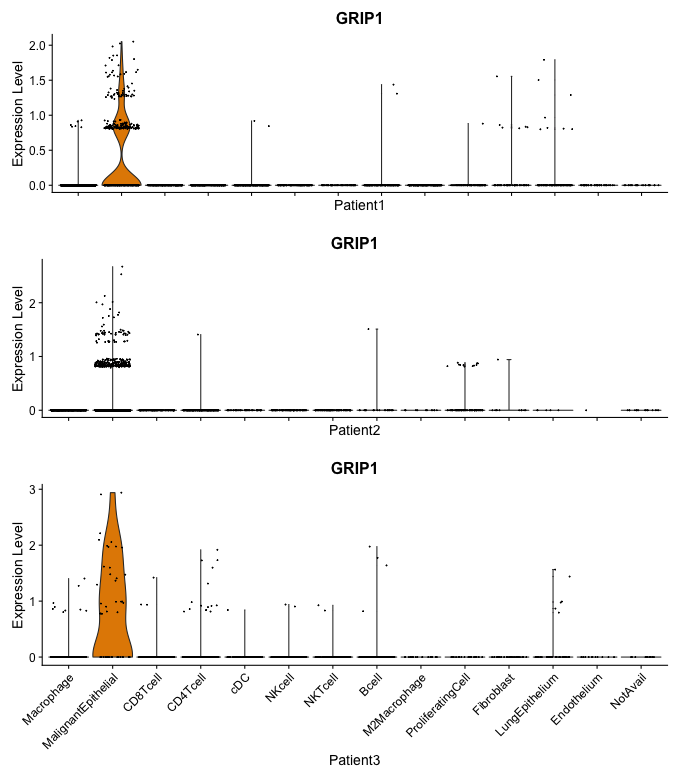 GRIP1
Expression Level
2.0
1.5
1.0
0.5
0.0
Patient1
GRIP1
Expression Level
2
1
0
Patient2
GRIP1
Expression Level
3
2
1
0
Macrophage
MalignantEpithelial
CD8Tcell
CD4Tcell
cDC
NKcell
NKTcell
Bcell
M2Macrophage
ProliferatingCell
Fibroblast
LungEpithelium
Endothelium
NotAvail
Patient3